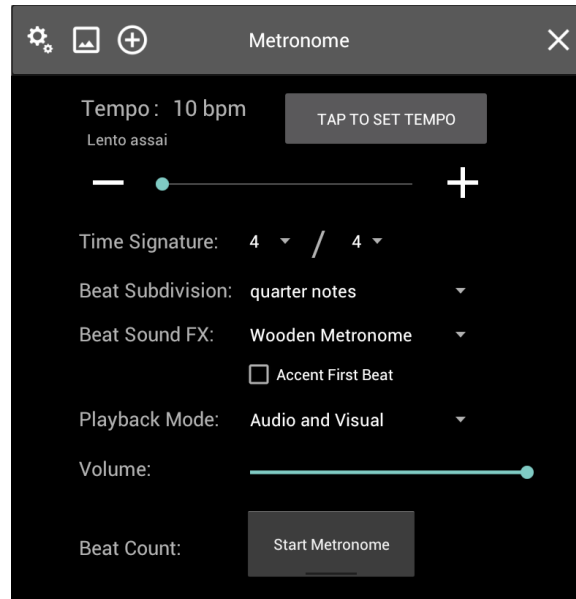 Metronome
Tempo: 10 bpm
TAP TO SET TEMPO
Lento assai
Time Signature: 4 / 4
Beat Subdivision: quarter notes
Beat Sound FX: Wooden Metronome
Accent First Beat
Playback Mode: Audio and Visual
Volume:
Beat Count: Start Metronome